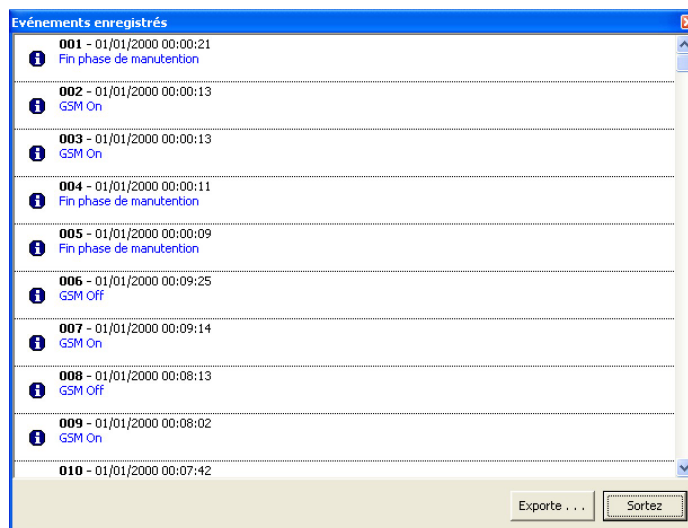 Evénements enregistrés
001 - 01/01/2000 00:00:21
Fin phase de manutention
002 - 01/01/2000 00:00:13
GSM On
003 - 01/01/2000 00:00:13
GSM On
004 - 01/01/2000 00:00:11
Fin phase de manutention
005 - 01/01/2000 00:00:09
Fin phase de manutention
006 - 01/01/2000 00:09:25
GSM Off
007 - 01/01/2000 00:09:14
GSM On
008 - 01/01/2000 00:08:13
GSM Off
009 - 01/01/2000 00:08:02
GSM On
010 - 01/01/2000 00:07:42
Exporte . . .
Sortez